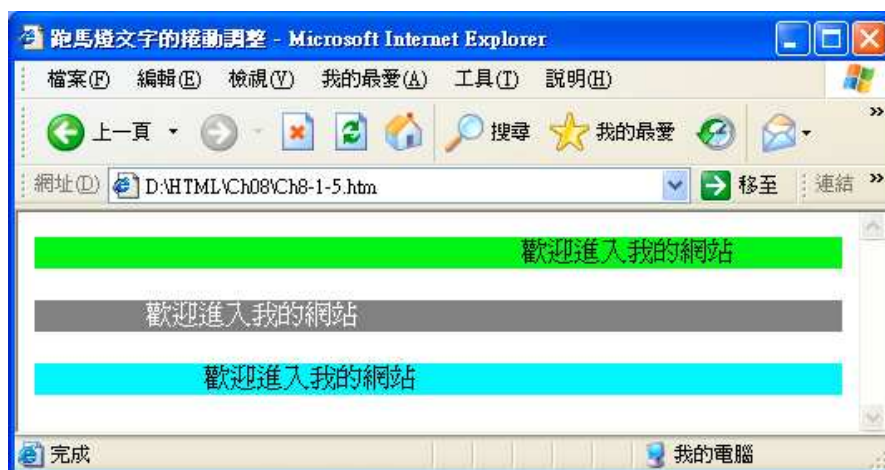 跑馬燈文字的捲動調整 - Microsoft Internet Explorer
檔案(F) 編輯(E) 檢視(V) 我的最愛(A) 工具(T) 說明(H)
上一頁 搜尋 我的最愛 »
網址(D) D:\HTML\Ch08\Ch8-1-5.htm 移至 連結 »
歡迎進入我的網站
歡迎進入我的網站
歡迎進入我的網站
完成 我的電腦